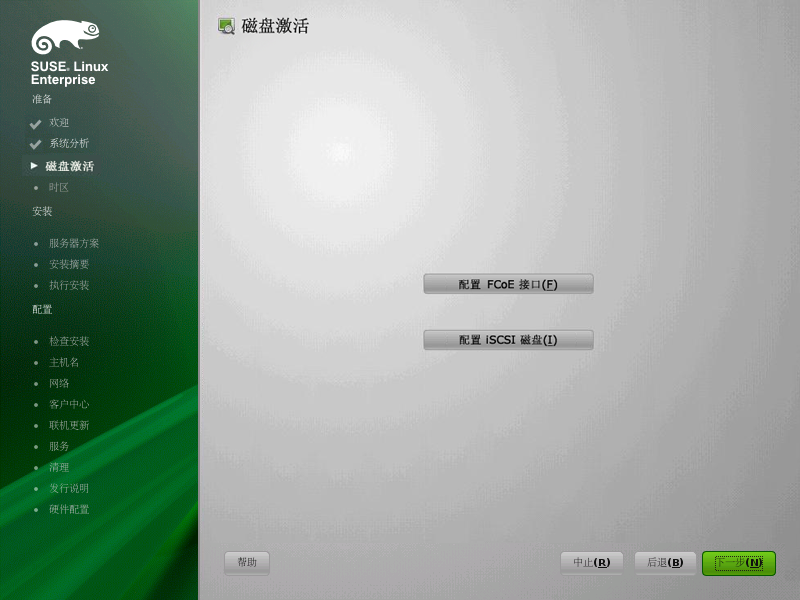 SUSE. Linux
Enterprise
准备
欢迎
系统分析
磁盘激活
时区
安装
服务器方案
安装摘要
执行安装
配置
检查安装
主机名
网络
客户中心
联机更新
服务
清理
发行说明
硬件配置
磁盘激活
配置 FCoE 接口(F)
配置 iSCSI 磁盘(I)
帮助
中止(R)
后退(B)
下一步(N)